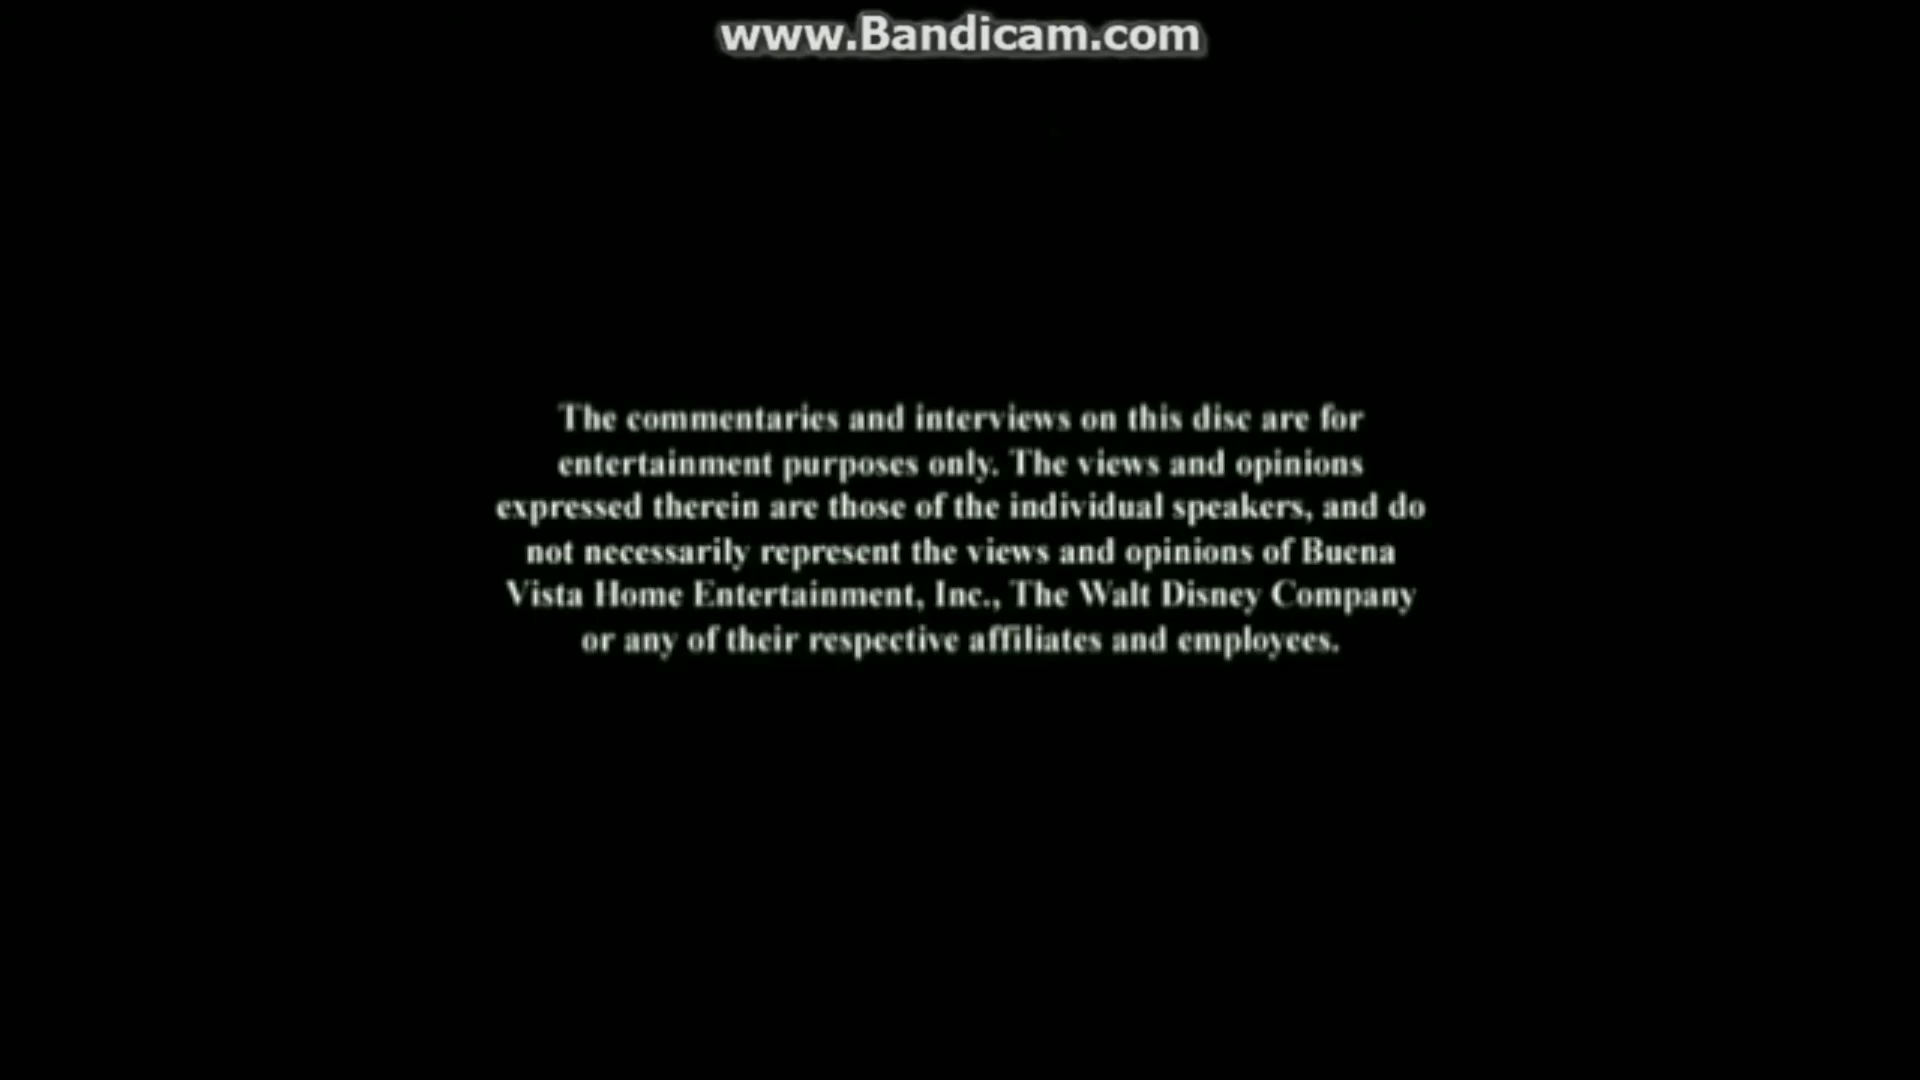 www.Bandicam.com
The commentaries and interviews on this disc are for
entertainment purposes only. The views and opinions
expressed therein are those of the individual speakers, and do
not necessarily represent the views and opinions of Buena
Vista Home Entertainment, Inc., The Walt Disney Company
or any of their respective affiliates and employees.